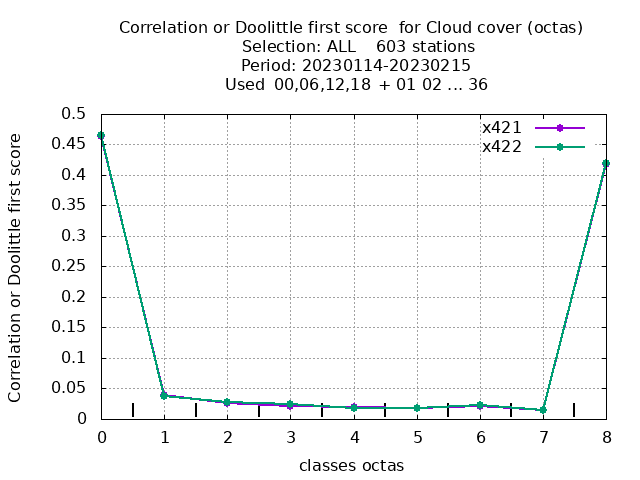 Correlation or Doolittle first score  for Cloud cover (octas)
Selection: ALL    603 stations
Period: 20230114-20230215
Used  00,06,12,18 + 01 02 ... 36
Correlation or Doolittle first score
x421
x422
0.5
0.45
0.4
0.35
0.3
0.25
0.2
0.15
0.1
0.05
0
0 1 2 3 4 5 6 7 8
classes octas